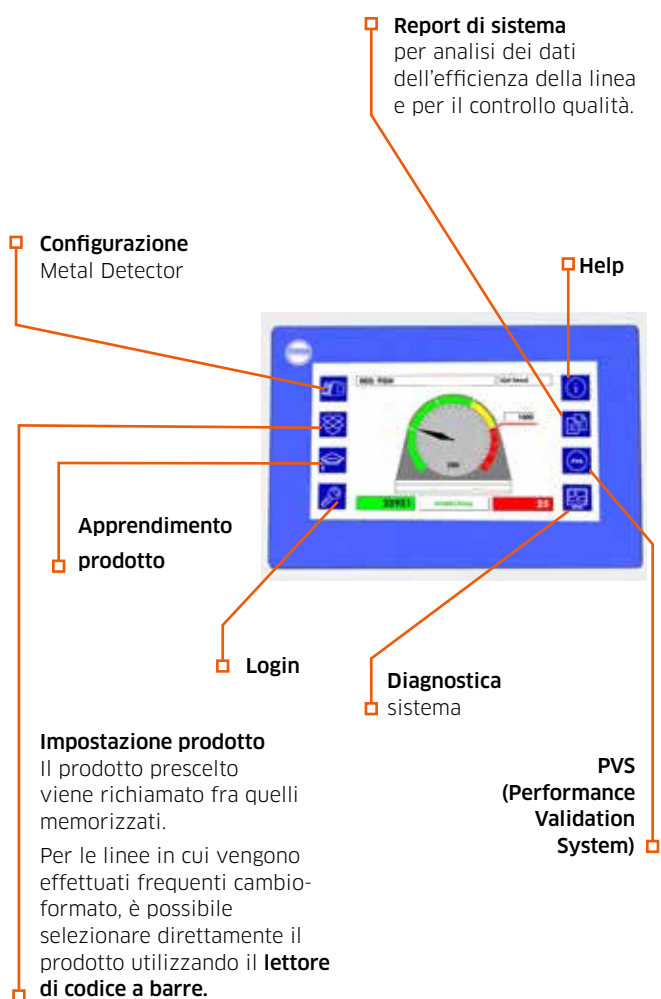 Report di sistema
per analisi dei dati
dell'efficienza della linea
e per il controllo qualità.
Configurazione
Metal Detector
Help
1000
22921
25
Apprendimento
prodotto
Login
Diagnostica
sistema
Impostazione prodotto
Il prodotto prescelto
viene richiamato fra quelli
memorizzati.
Per le linee in cui vengono
effettuati frequenti cambio-
formato, è possibile
selezionare direttamente il
prodotto utilizzando il lettore
di codice a barre.
PVS
(Performance
Validation
System)